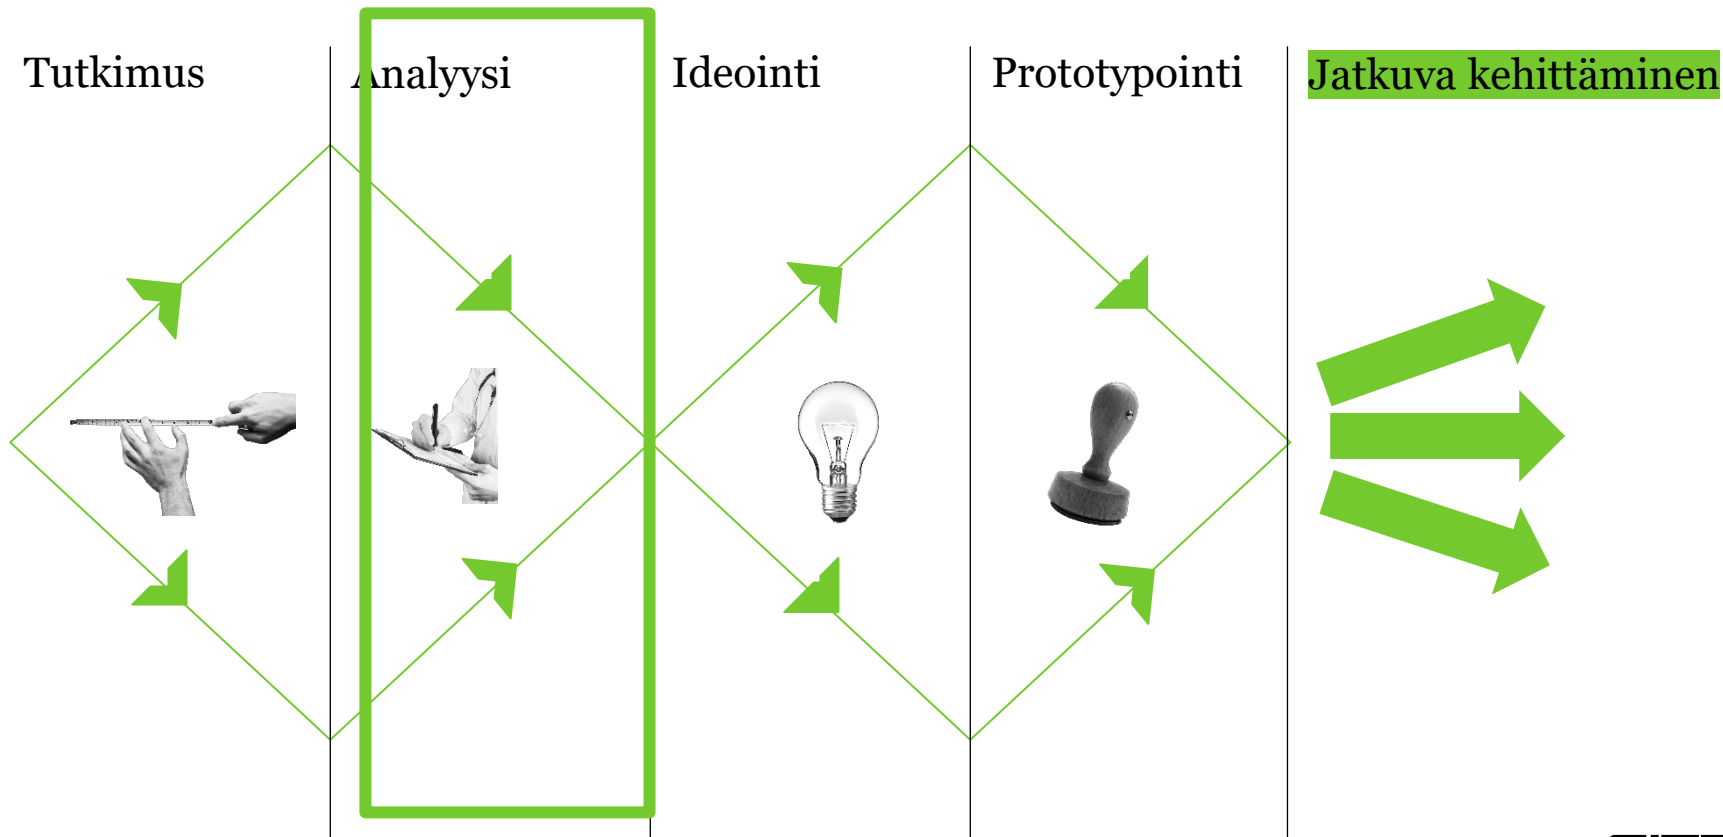 Tutkimus
Analyysi
Ideointi
Prototypointi
Jatkuva kehittäminen